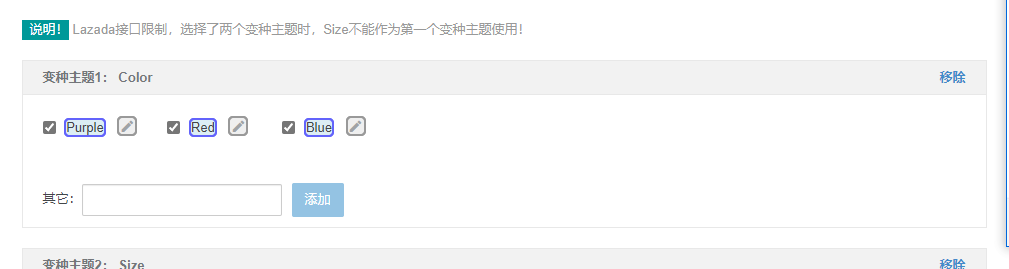 说明! Lazada接口限制，选择了两个变种主题时，Size不能作为第一个变种主题使用！
变种主题1： Color 移除
Purple Red Blue
其它： 添加
变种主题2： Size 移除